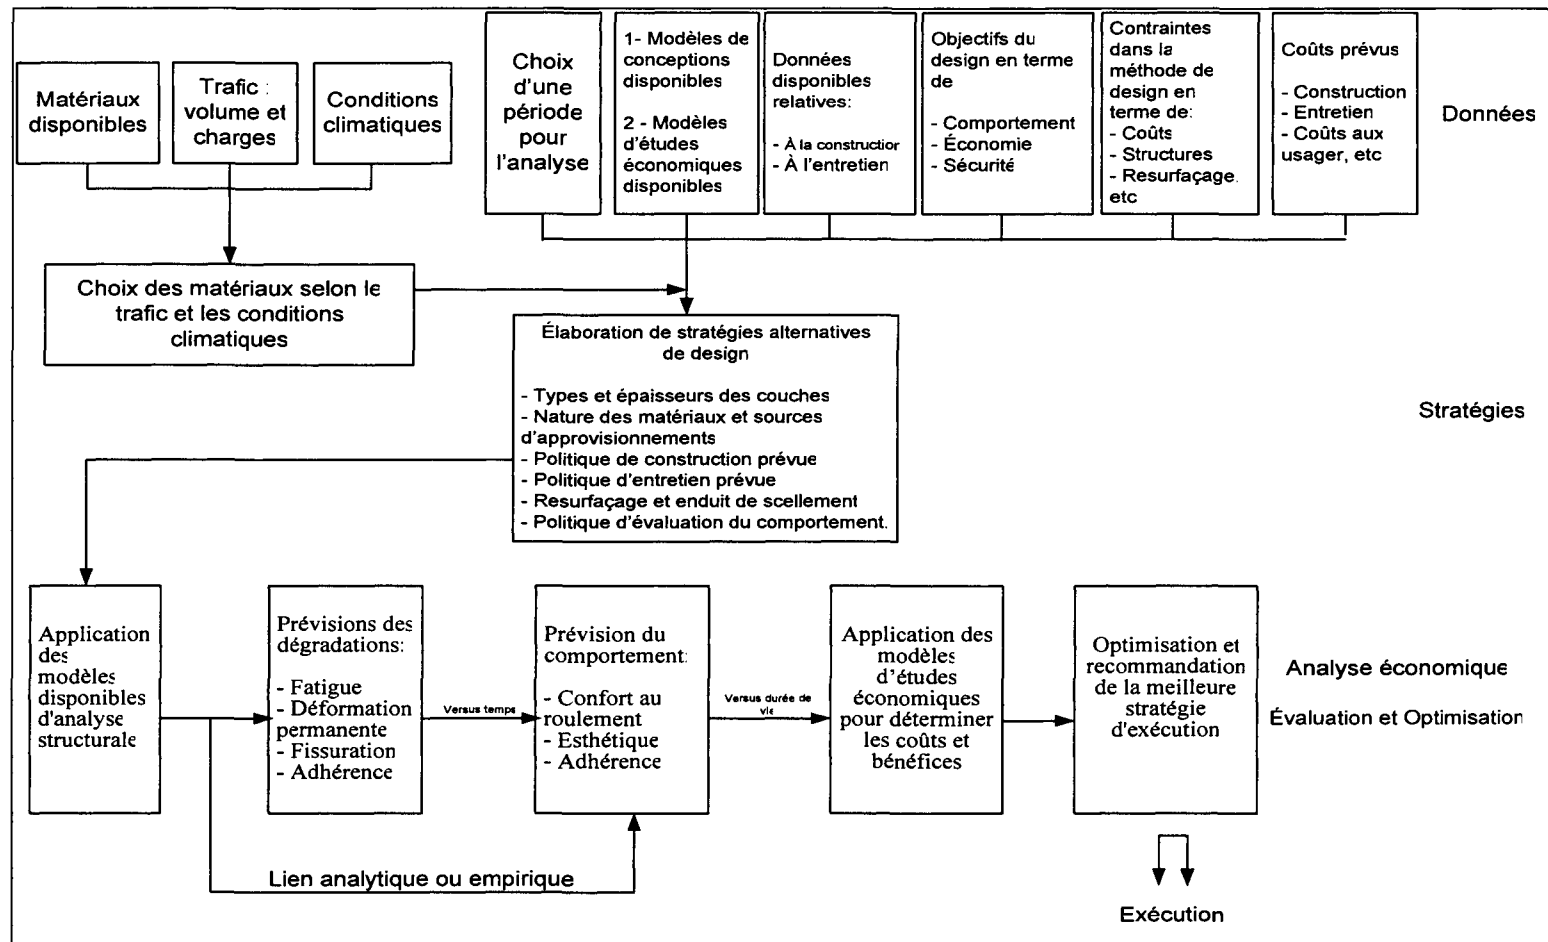 Matériaux
disponibles
Trafic :
volume et
charges
Conditions
climatiques
Choix
d'une
période
pour
l'analyse
1- Modèles de
conceptions
disponibles
2 - Modèles
d'études
économiques
disponibles
Données
disponibles
relatives:
- À la construction
- À l'entretien
Objectifs du
design en terme
de
- Comportement
- Économie
- Sécurité
Contraintes
dans la
méthode de
design en
terme de:
- Coûts
- Structures
- Resurfaçage,
etc
Coûts prévus
- Construction
- Entretien
- Coûts aux
usager, etc
Données
Choix des matériaux selon le
trafic et les conditions
climatiques
Élaboration de stratégies alternatives
de design
- Types et épaisseurs des couches
- Nature des matériaux et sources
d'approvisionnements
- Politique de construction prévue
- Politique d'entretien prévue
- Resurfaçage et enduit de scellement
- Politique d'évaluation du comportement.
Stratégies
Application
des
modèles
disponibles
d'analyse
structurale
Prévisions des
dégradations:
- Fatigue
- Déformation
permanente
- Fissuration
- Adhérence
Versus temps
Prévision du
comportement:
- Confort au
roulement
- Esthétique
- Adhérence
Versus durée de
vie
Application des
modèles
d'études
économiques
pour déterminer
les coûts et
bénéfices
Optimisation et
recommandation
de la meilleure
stratégie
d'exécution
Analyse économique
Évaluation et Optimisation
Lien analytique ou empirique
Exécution